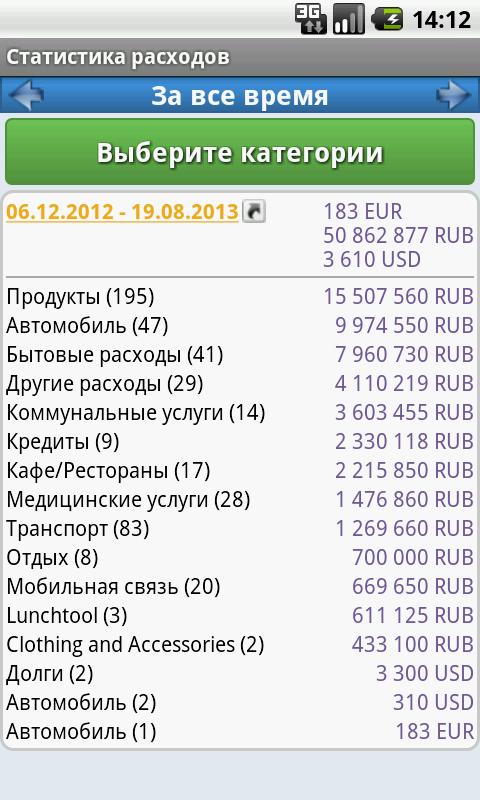 3G 14:12
Статистика расходов
За все время
Выберите категории
06.12.2012 - 19.08.2013 183 EUR
50 862 877 RUB
3 610 USD
Продукты (195) 15 507 560 RUB
Автомобиль (47) 9 974 550 RUB
Бытовые расходы (41) 7 960 730 RUB
Другие расходы (29) 4 110 219 RUB
Коммунальные услуги (14) 3 603 455 RUB
Кредиты (9) 2 330 118 RUB
Кафе/Рестораны (17) 2 215 850 RUB
Медицинские услуги (28) 1 476 860 RUB
Транспорт (83) 1 269 660 RUB
Отдых (8) 700 000 RUB
Мобильная связь (20) 669 650 RUB
Lunchtool (3) 611 125 RUB
Clothing and Accessories (2) 433 100 RUB
Долги (2) 3 300 USD
Автомобиль (2) 310 USD
Автомобиль (1) 183 EUR